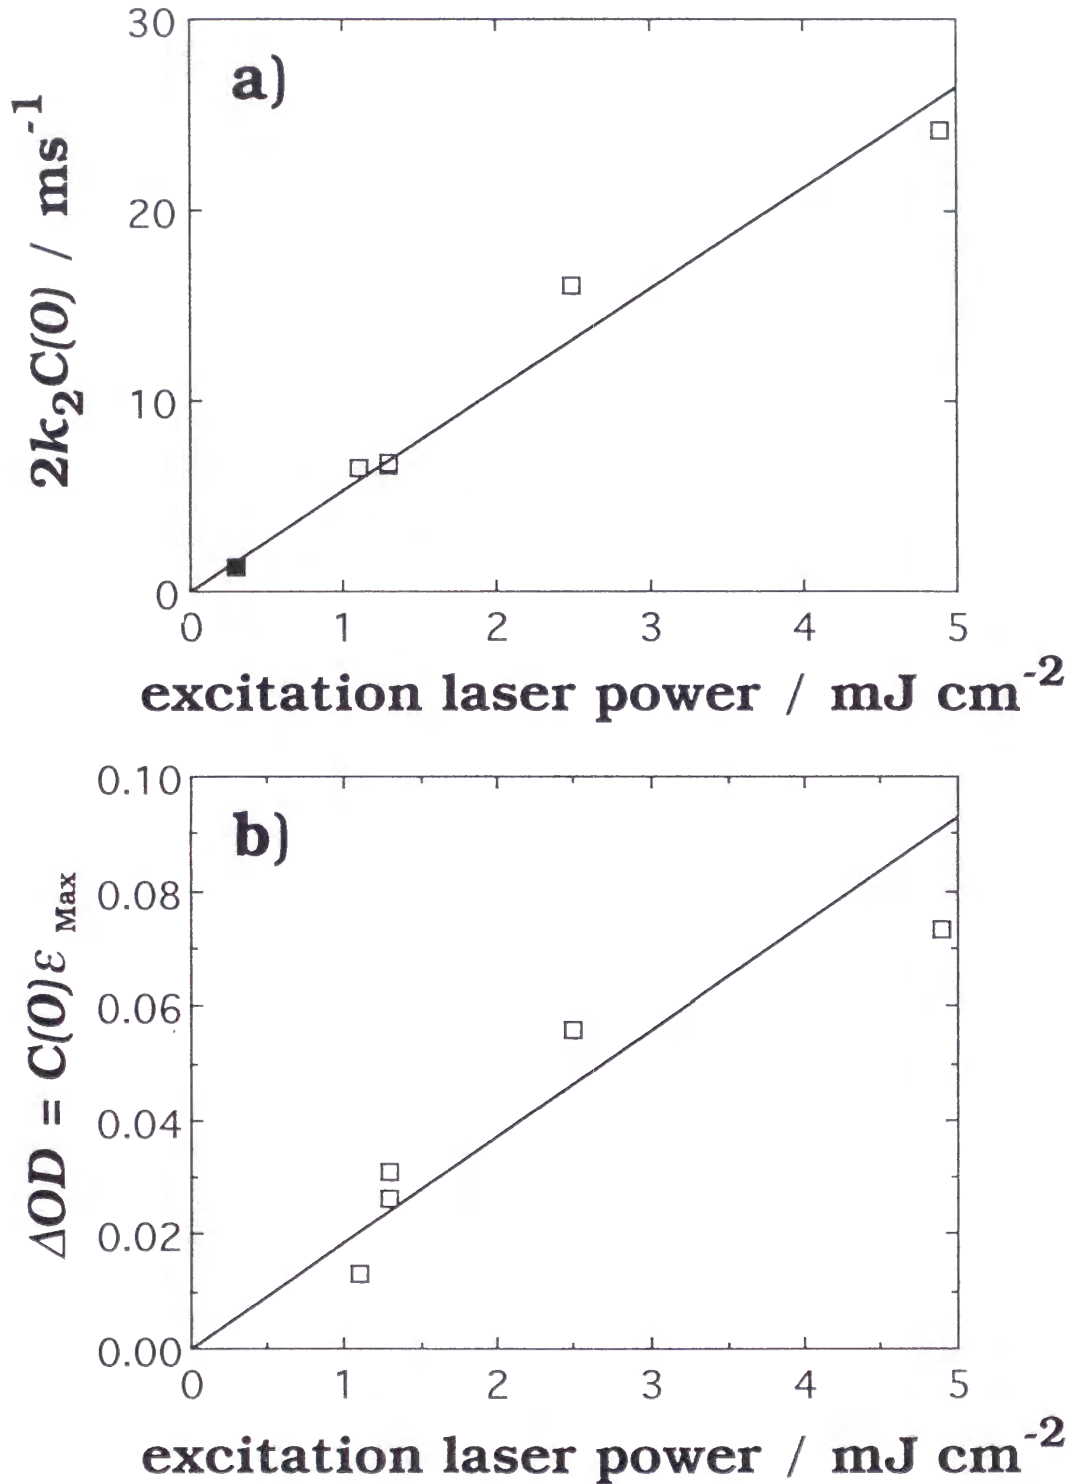 a)
30
20
10
0
2k₂C(O) / ms⁻¹
0 1 2 3 4 5
excitation laser power / mJ cm⁻²
b)
0.10
0.08
0.06
0.04
0.02
0.00
ΔOD = C(O)ε Max
0 1 2 3 4 5
excitation laser power / mJ cm⁻²